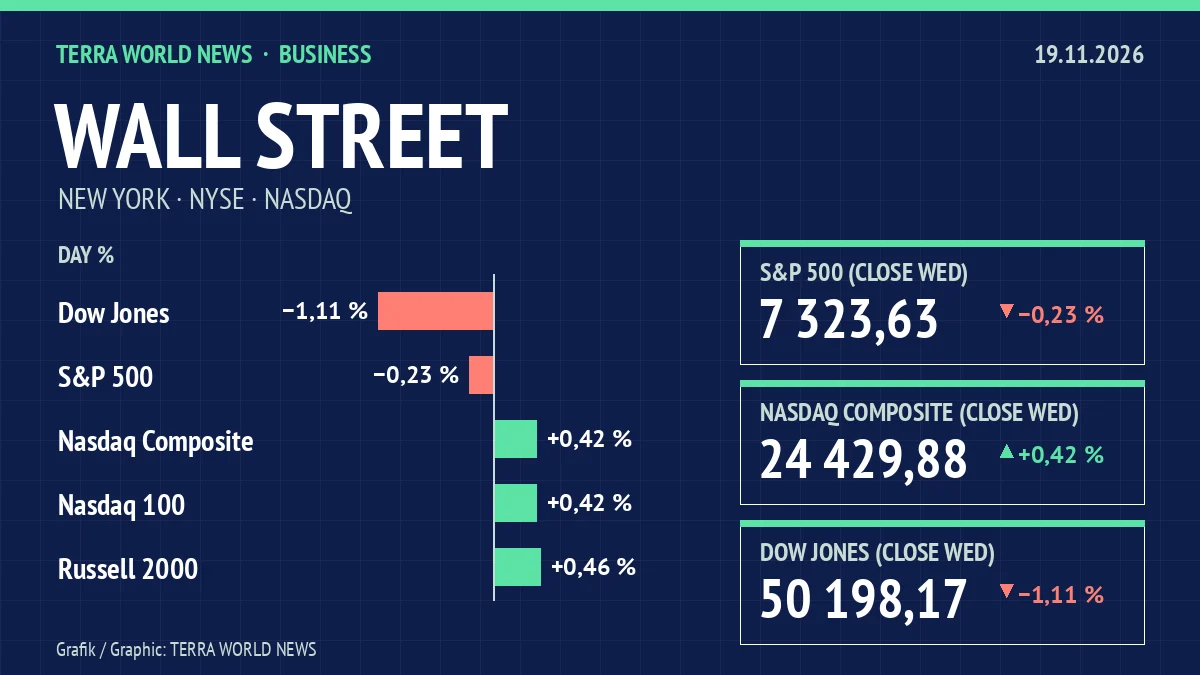 TERRA WORLD NEWS · BUSINESS
19.11.2026
WALL STREET
NEW YORK · NYSE · NASDAQ
DAY %
Dow Jones −1,11 %
S&P 500 −0,23 %
Nasdaq Composite +0,42 %
Nasdaq 100 +0,42 %
Russell 2000 +0,46 %
S&P 500 (CLOSE WED)
7 323,63 ▼−0,23 %
NASDAQ COMPOSITE (CLOSE WED)
24 429,88 ▲+0,42 %
DOW JONES (CLOSE WED)
50 198,17 ▼−1,11 %
Grafik / Graphic: TERRA WORLD NEWS